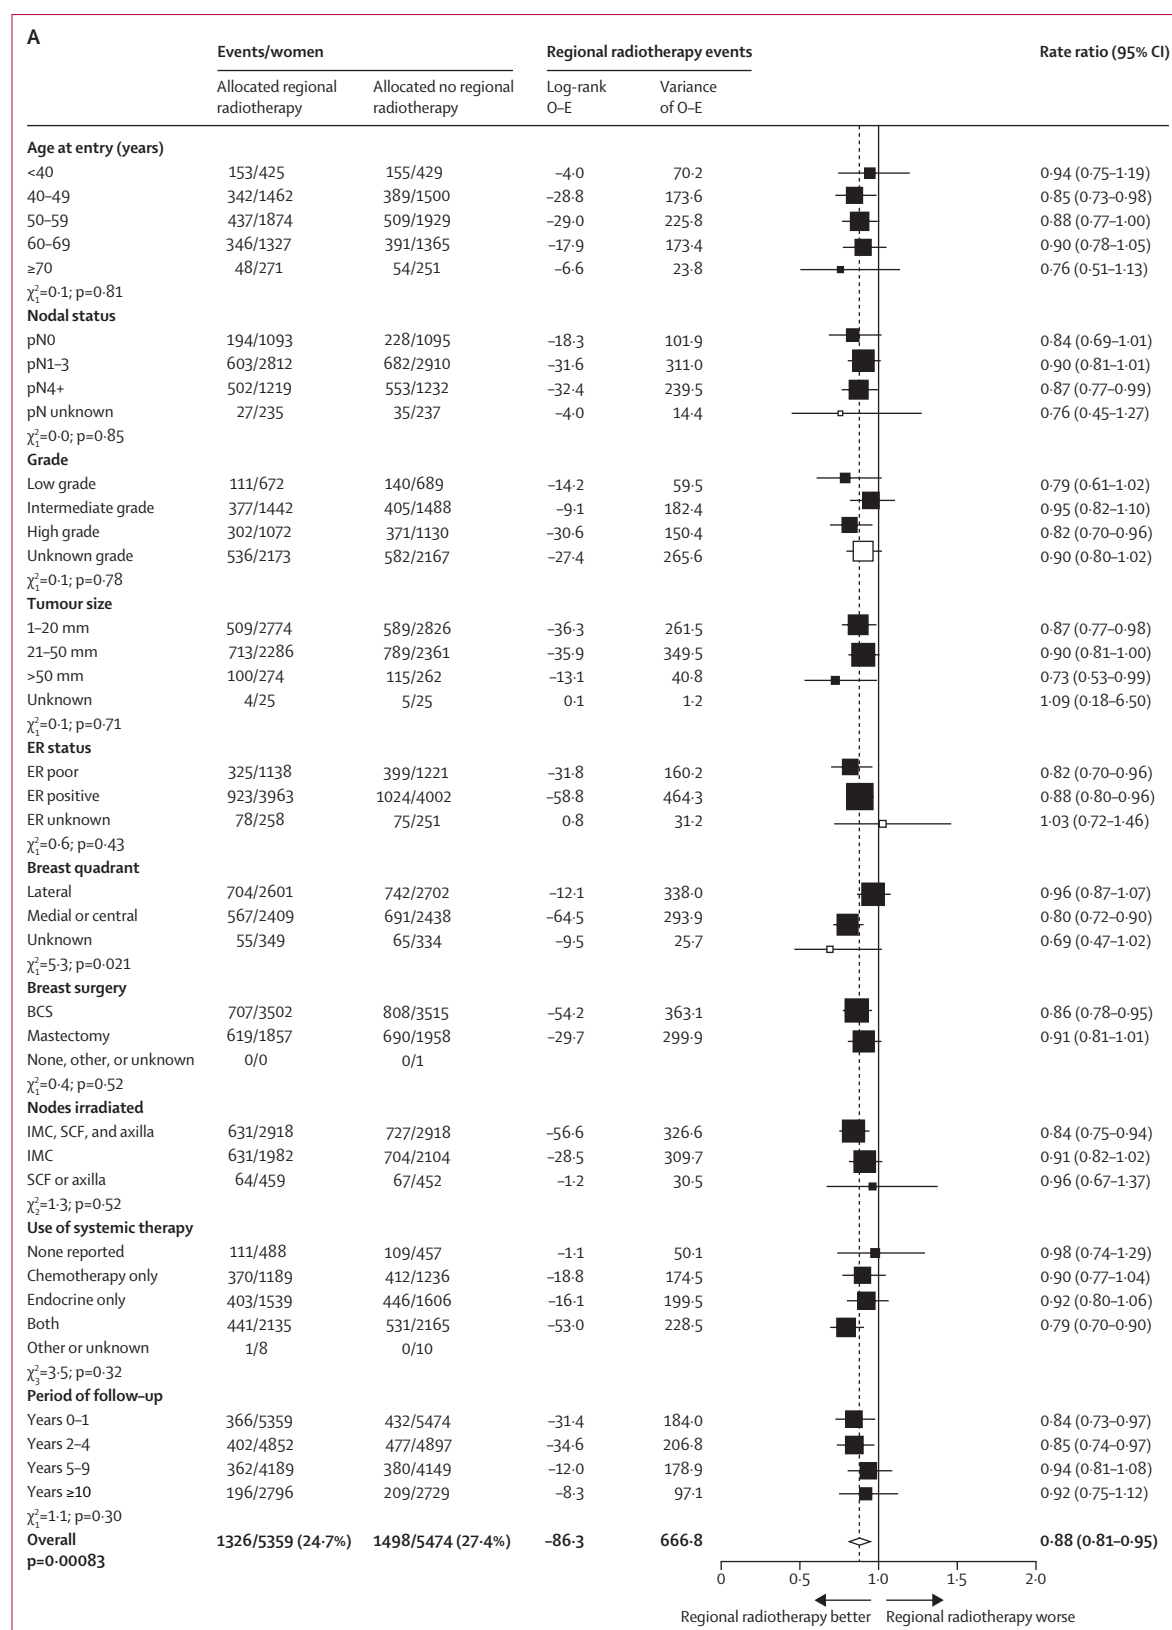 A
Events/women Regional radiotherapy events Rate ratio (95% CI)
Allocated regional radiotherapy Allocated no regional radiotherapy Log-rank O–E Variance of O–E
Age at entry (years)
<40 153/425 155/429 –4·0 70·2 0·94 (0·75–1·19)
40–49 342/1462 389/1500 –28·8 173·6 0·85 (0·73–0·98)
50–59 437/1874 509/1929 –29·0 225·8 0·88 (0·77–1·00)
60–69 346/1327 391/1365 –17·9 173·4 0·90 (0·78–1·05)
≥70 48/271 54/251 –6·6 23·8 0·76 (0·51–1·13)
χ²₁=0·1; p=0·81
Nodal status
pN0 194/1093 228/1095 –18·3 101·9 0·84 (0·69–1·01)
pN1–3 603/2812 682/2910 –31·6 311·0 0·90 (0·81–1·01)
pN4+ 502/1219 553/1232 –32·4 239·5 0·87 (0·77–0·99)
pN unknown 27/235 35/237 –4·0 14·4 0·76 (0·45–1·27)
χ²₁=0·0; p=0·85
Grade
Low grade 111/672 140/689 –14·2 59·5 0·79 (0·61–1·02)
Intermediate grade 377/1442 405/1488 –9·1 182·4 0·95 (0·82–1·10)
High grade 302/1072 371/1130 –30·6 150·4 0·82 (0·70–0·96)
Unknown grade 536/2173 582/2167 –27·4 265·6 0·90 (0·80–1·02)
χ²₁=0·1; p=0·78
Tumour size
1–20 mm 509/2774 589/2826 –36·3 261·5 0·87 (0·77–0·98)
21–50 mm 713/2286 789/2361 –35·9 349·5 0·90 (0·81–1·00)
>50 mm 100/274 115/262 –13·1 40·8 0·73 (0·53–0·99)
Unknown 4/25 5/25 0·1 1·2 1·09 (0·18–6·50)
χ²₁=0·1; p=0·71
ER status
ER poor 325/1138 399/1221 –31·8 160·2 0·82 (0·70–0·96)
ER positive 923/3963 1024/4002 –58·8 464·3 0·88 (0·80–0·96)
ER unknown 78/258 75/251 0·8 31·2 1·03 (0·72–1·46)
χ²₁=0·6; p=0·43
Breast quadrant
Lateral 704/2601 742/2702 –12·1 338·0 0·96 (0·87–1·07)
Medial or central 567/2409 691/2438 –64·5 293·9 0·80 (0·72–0·90)
Unknown 55/349 65/334 –9·5 25·7 0·69 (0·47–1·02)
χ²₁=5·3; p=0·021
Breast surgery
BCS 707/3502 808/3515 –54·2 363·1 0·86 (0·78–0·95)
Mastectomy 619/1857 690/1958 –29·7 299·9 0·91 (0·81–1·01)
None, other, or unknown 0/0 0/1
χ²₁=0·4; p=0·52
Nodes irradiated
IMC, SCF, and axilla 631/2918 727/2918 –56·6 326·6 0·84 (0·75–0·94)
IMC 631/1982 704/2104 –28·5 309·7 0·91 (0·82–1·02)
SCF or axilla 64/459 67/452 –1·2 30·5 0·96 (0·67–1·37)
χ²₂=1·3; p=0·52
Use of systemic therapy
None reported 111/488 109/457 –1·1 50·1 0·98 (0·74–1·29)
Chemotherapy only 370/1189 412/1236 –18·8 174·5 0·90 (0·77–1·04)
Endocrine only 403/1539 446/1606 –16·1 199·5 0·92 (0·80–1·06)
Both 441/2135 531/2165 –53·0 228·5 0·79 (0·70–0·90)
Other or unknown 1/8 0/10
χ²₃=3·5; p=0·32
Period of follow–up
Years 0–1 366/5359 432/5474 –31·4 184·0 0·84 (0·73–0·97)
Years 2–4 402/4852 477/4897 –34·6 206·8 0·85 (0·74–0·97)
Years 5–9 362/4189 380/4149 –12·0 178·9 0·94 (0·81–1·08)
Years ≥10 196/2796 209/2729 –8·3 97·1 0·92 (0·75–1·12)
χ²₁=1·1; p=0·30
Overall 1326/5359 (24·7%) 1498/5474 (27·4%) –86·3 666·8 0·88 (0·81–0·95)
p=0·00083
0 0·5 1·0 1·5 2·0
Regional radiotherapy better Regional radiotherapy worse